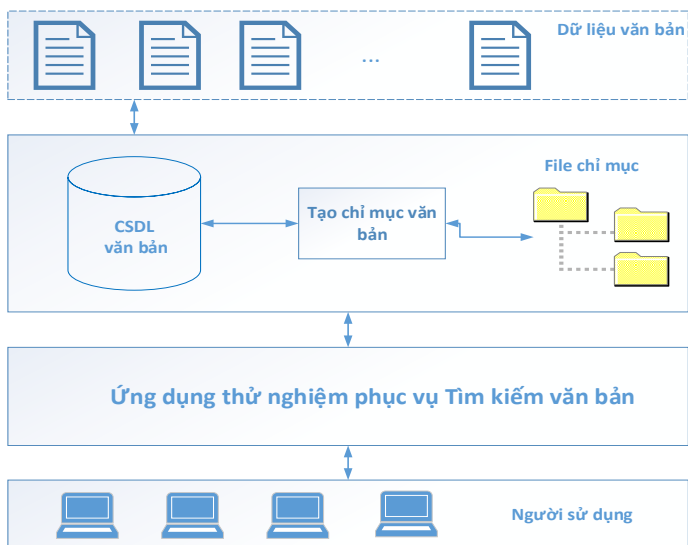 Dữ liệu văn bản
...
File chỉ mục
CSDL
văn bản
Tạo chỉ mục văn
bản
Ứng dụng thử nghiệm phục vụ Tìm kiếm văn bản
Người sử dụng